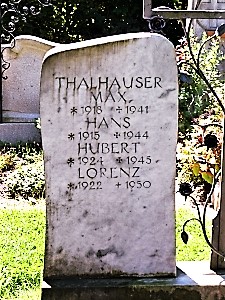 THALHAUSER
MAX
*1918 +1941
HANS
*1915 +1944
HUBERT
*1924 +1945
LORENZ
*1922 +1950